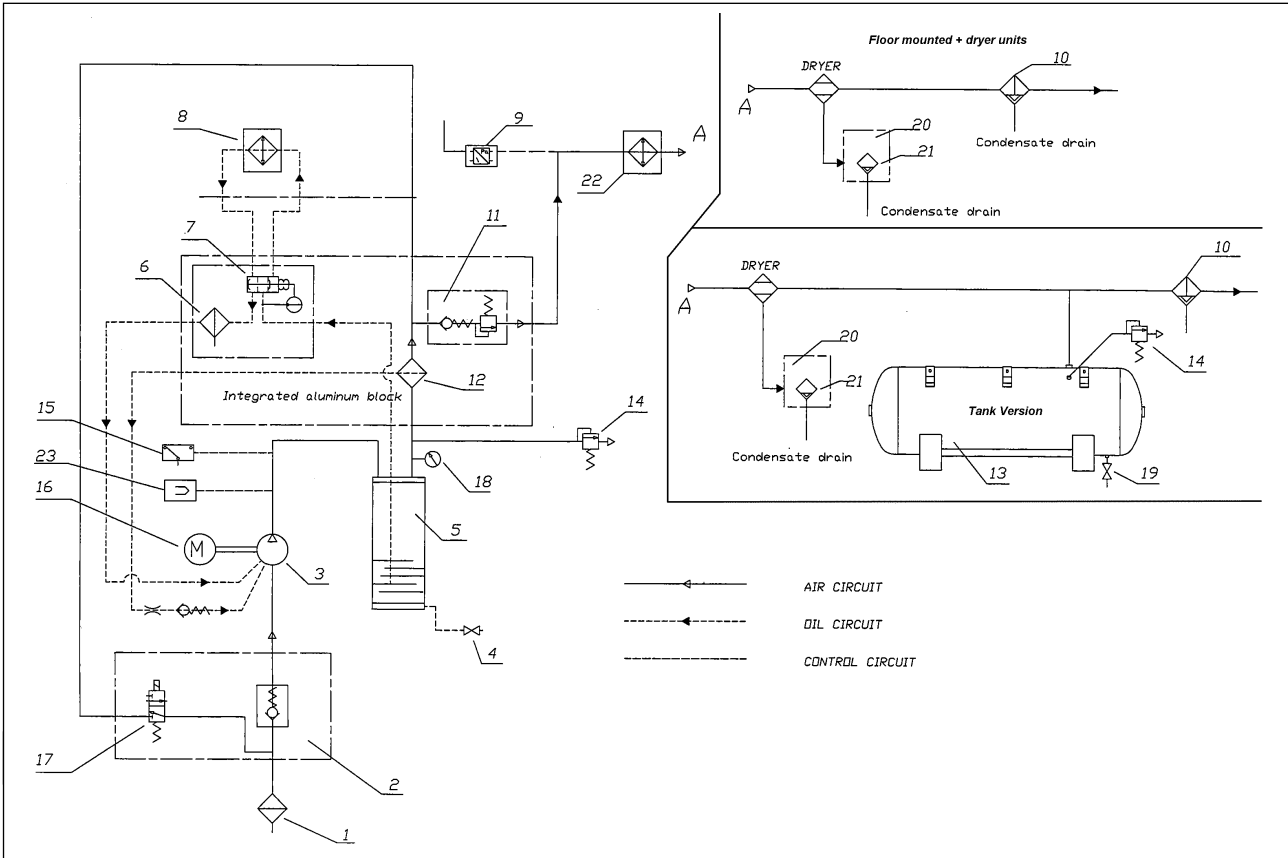 Floor mounted + dryer units
DRYER
10
A
20
21
Condensate drain
Condensate drain
8
9
A
22
7
11
6
12
Integrated aluminum block
10
DRYER
A
20
14
21
Tank Version
Condensate drain
13
19
15
14
23
18
16
5
M
3
4
AIR CIRCUIT
OIL CIRCUIT
CONTROL CIRCUIT
17
2
1